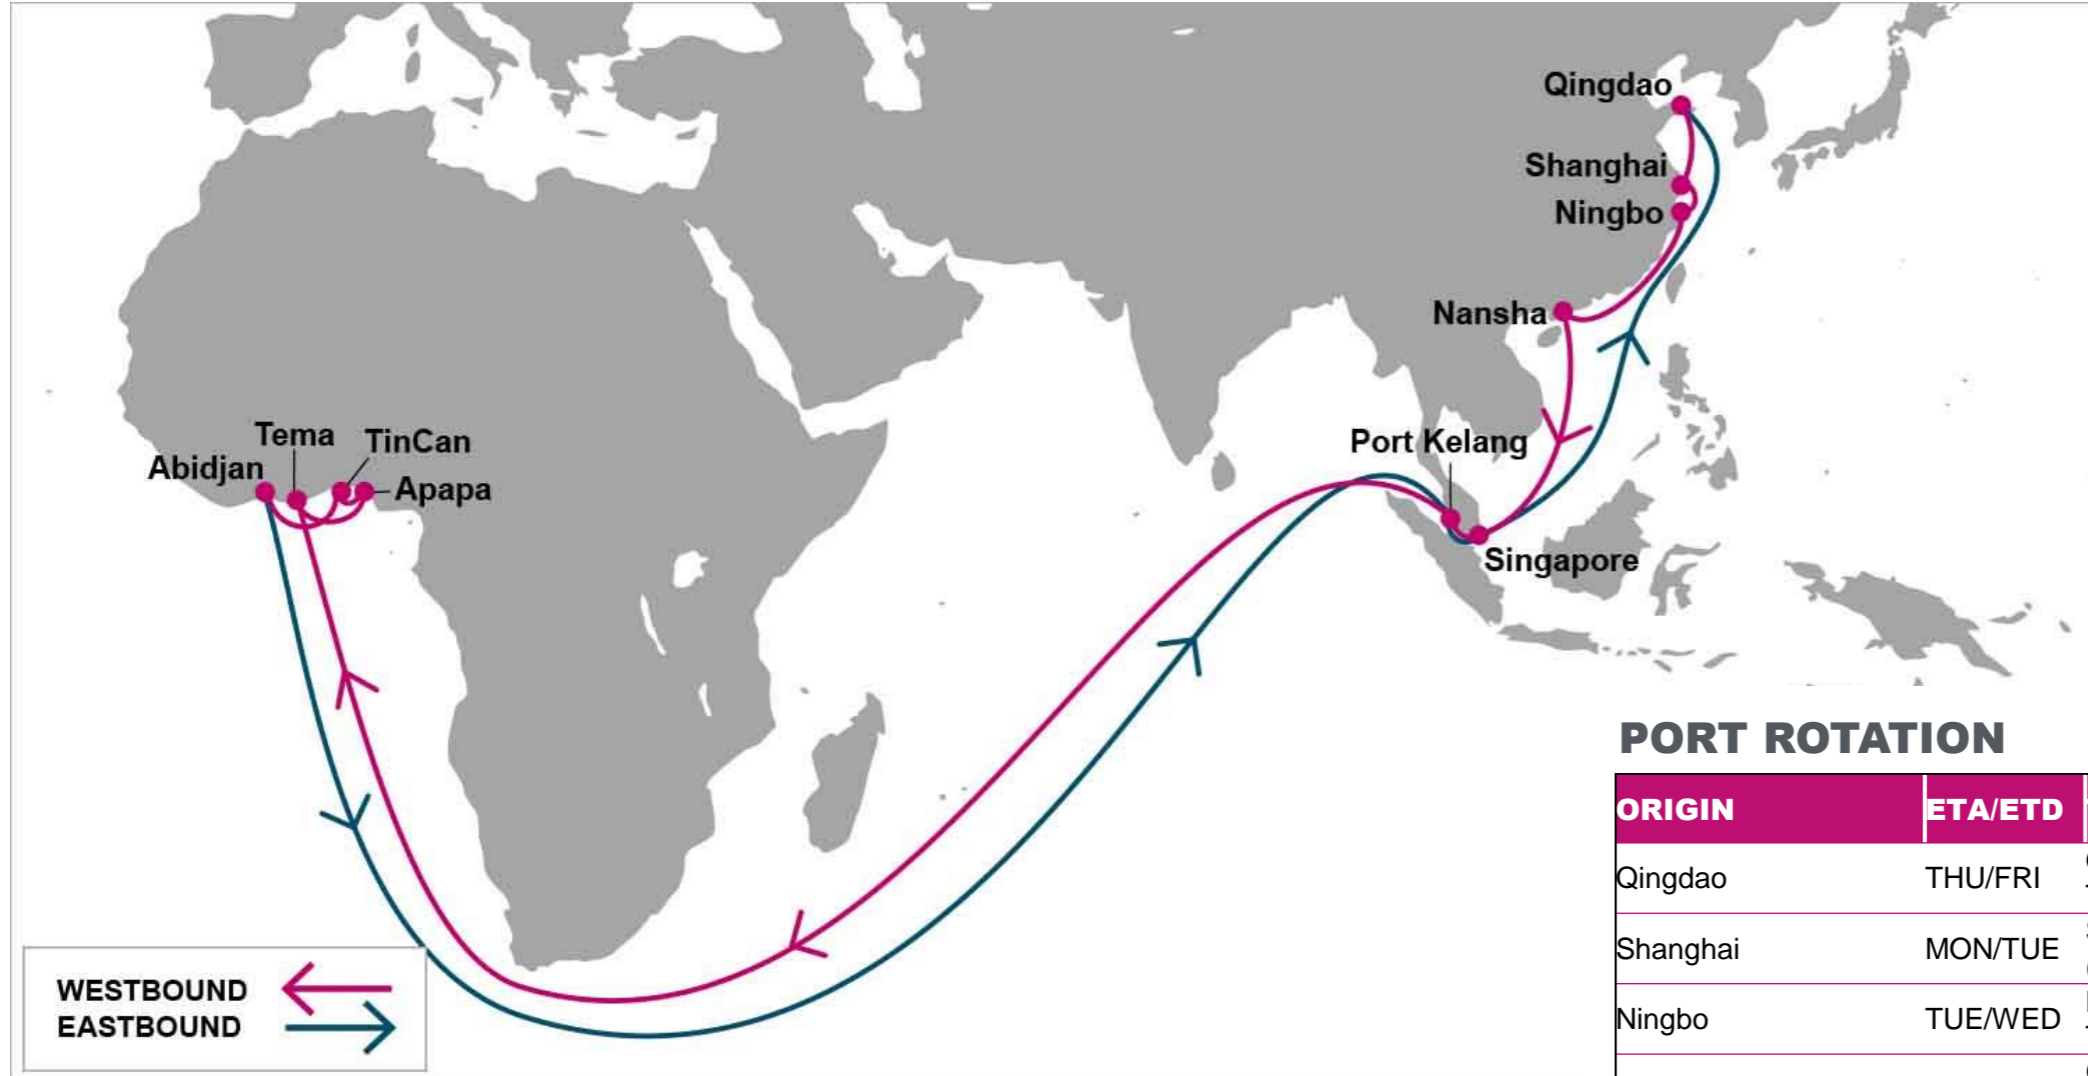 Qingdao
Shanghai
Ningbo
Nansha
Port Kelang
Singapore
Tema
TinCan
Abidjan
Apapa
WESTBOUND
EASTBOUND
PORT ROTATION
ORIGIN ETA/ETD
Qingdao THU/FRI
Shanghai MON/TUE
Ningbo TUE/WED